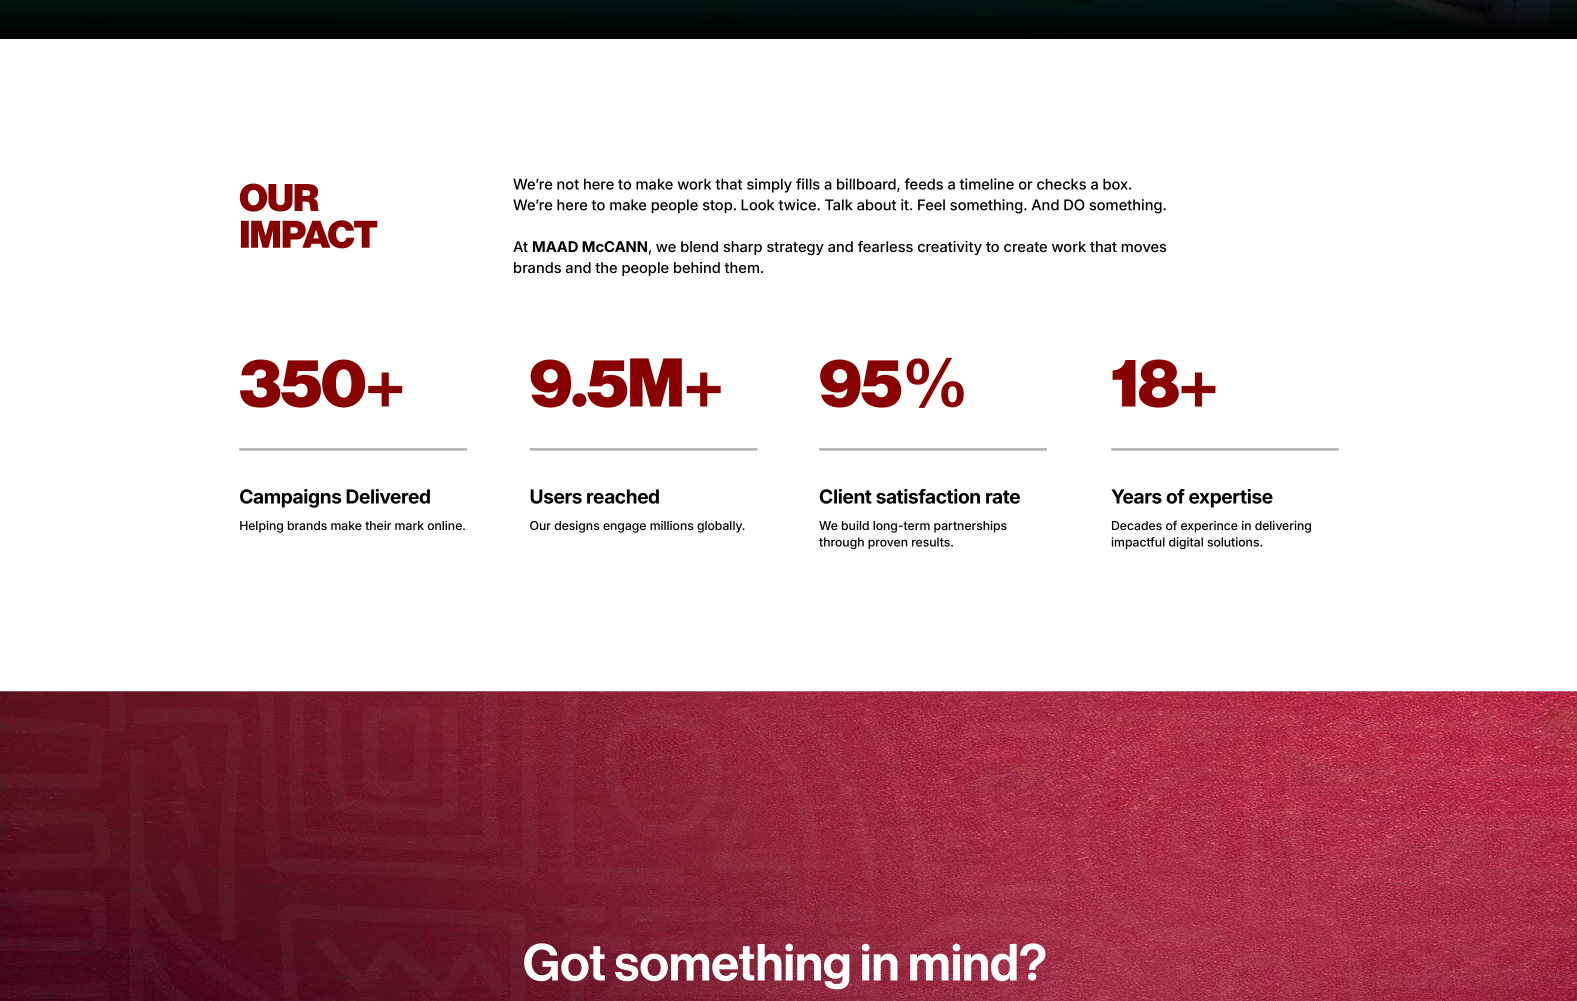 OUR
IMPACT
We’re not here to make work that simply fills a billboard, feeds a timeline or checks a box.
We’re here to make people stop. Look twice. Talk about it. Feel something. And DO something.
At MAAD McCANN, we blend sharp strategy and fearless creativity to create work that moves
brands and the people behind them.
350+
Campaigns Delivered
Helping brands make their mark online.
9.5M+
Users reached
Our designs engage millions globally.
95%
Client satisfaction rate
We build long-term partnerships
through proven results.
18+
Years of expertise
Decades of experince in delivering
impactful digital solutions.
Got something in mind?